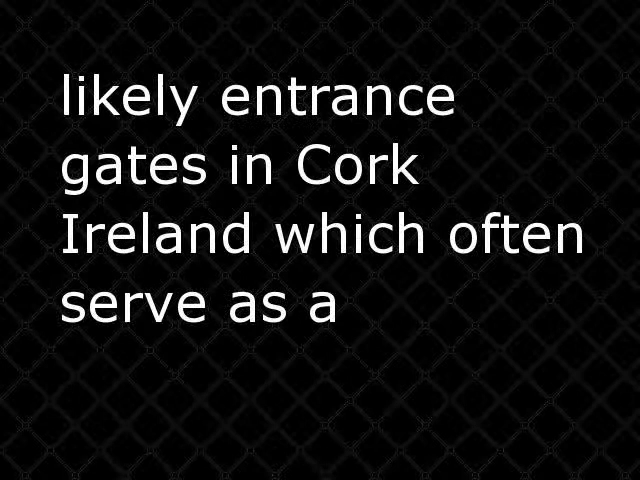 likely entrance
gates in Cork
Ireland which often
serve as a